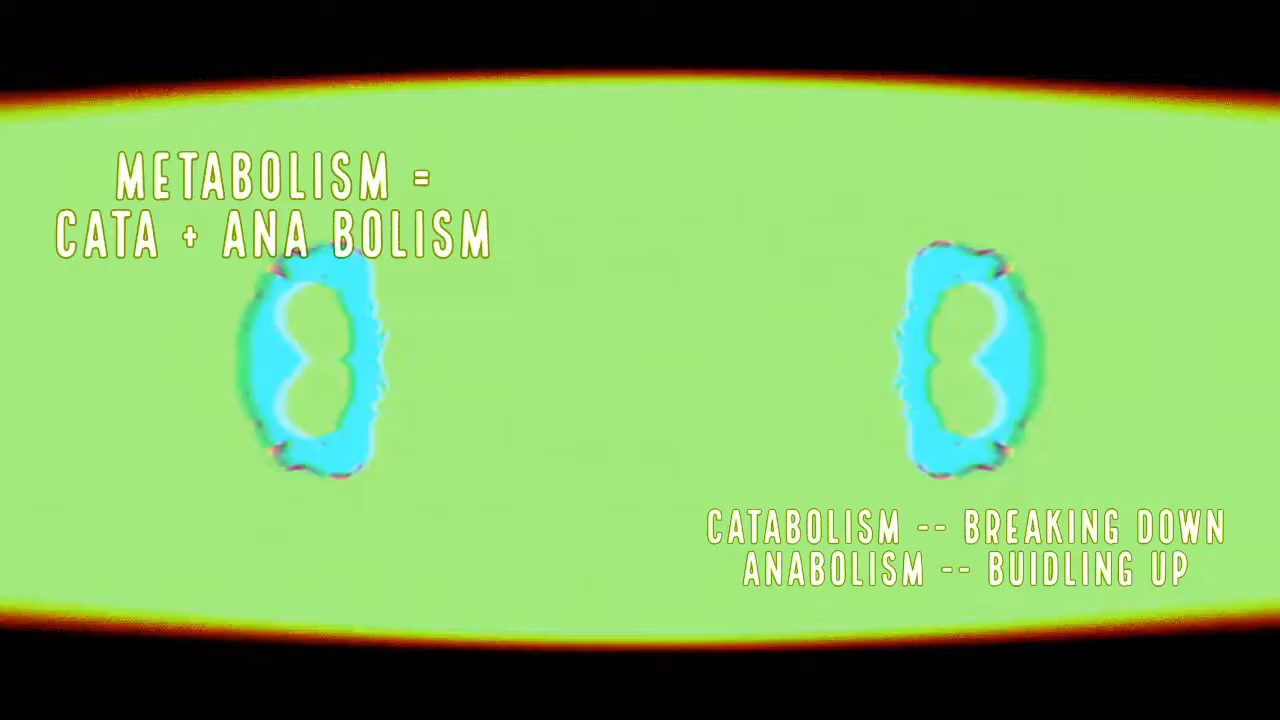 METABOLISM =
CATA + ANA BOLISM
CATABOLISM -- BREAKING DOWN
ANABOLISM -- BUIDLING UP